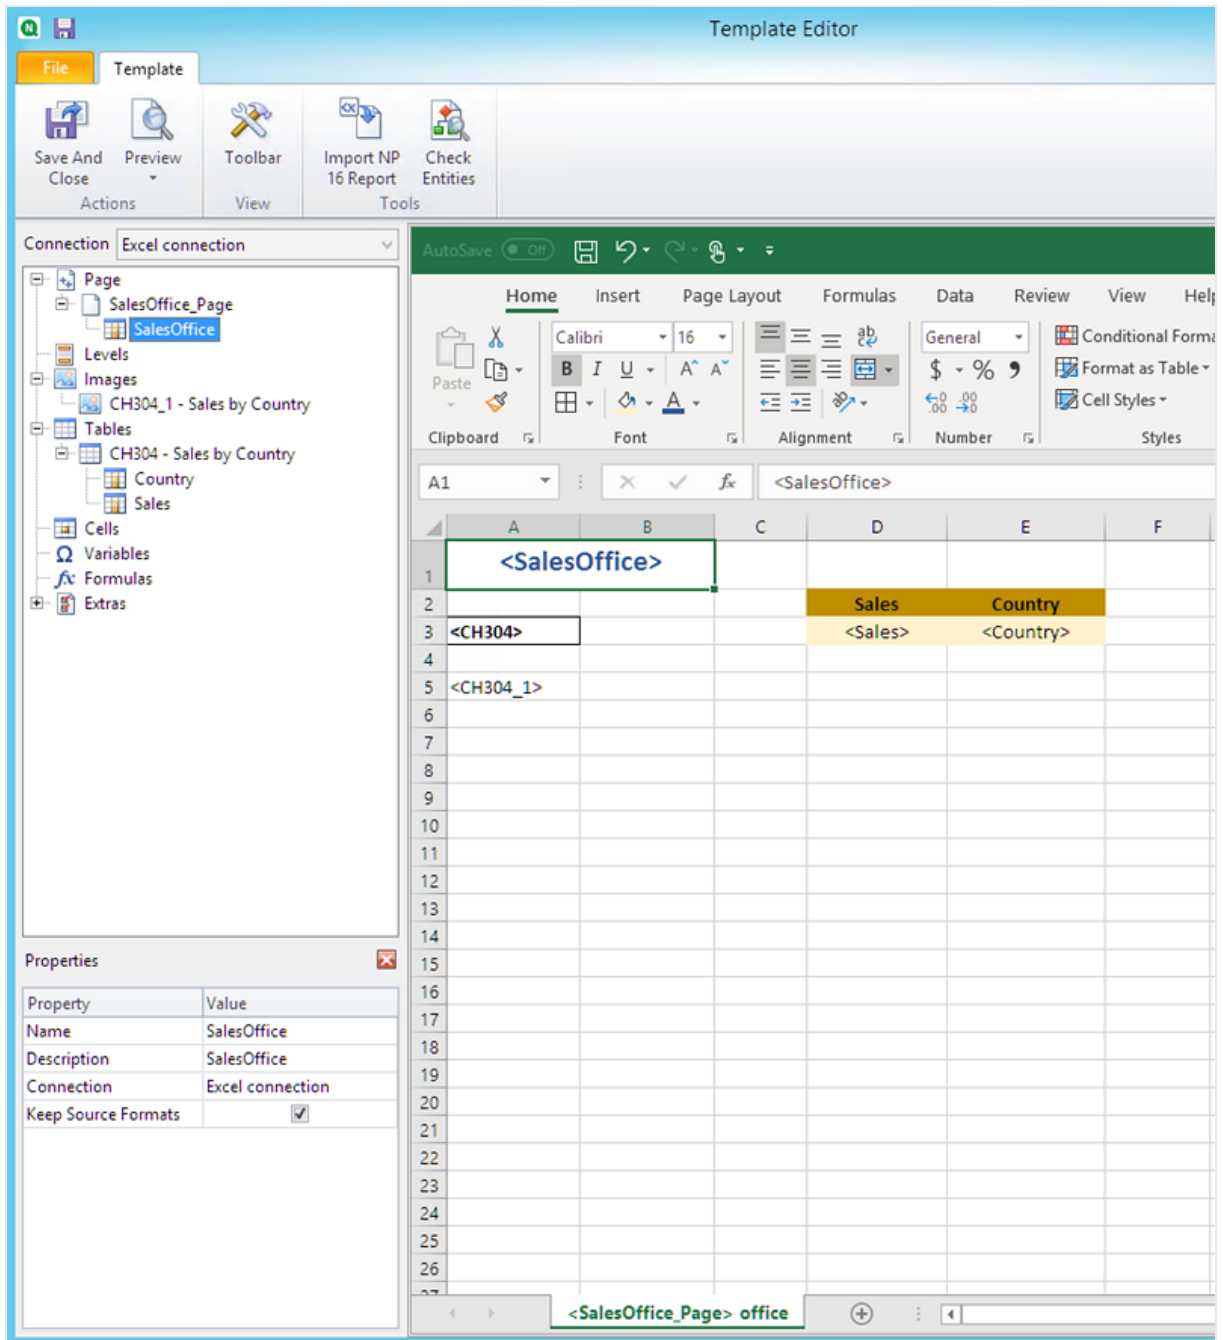 N
Template Editor
File Template
Save And Close Preview Toolbar Import NP 16 Report Check Entities
Actions View Tools
Connection Excel connection
Page
SalesOffice_Page
SalesOffice
Levels
Images
CH304_1 - Sales by Country
Tables
CH304 - Sales by Country
Country
Sales
Cells
Variables
Formulas
Extras
Properties
Property Value
Name SalesOffice
Description SalesOffice
Connection Excel connection
Keep Source Formats
AutoSave Off
Home Insert Page Layout Formulas Data Review View Help
Calibri 16 ab General Conditional Forma
Paste B I U A A $ % Format as Table
A Cell Styles
Clipboard Font Alignment Number Styles
A1 fx <SalesOffice>
A B C D E F
1 <SalesOffice>
2 Sales Country
3 <CH304> <Sales> <Country>
4
5 <CH304_1>
6
7
8
9
10
11
12
13
14
15
16
17
18
19
20
21
22
23
24
25
26
27
<SalesOffice_Page> office